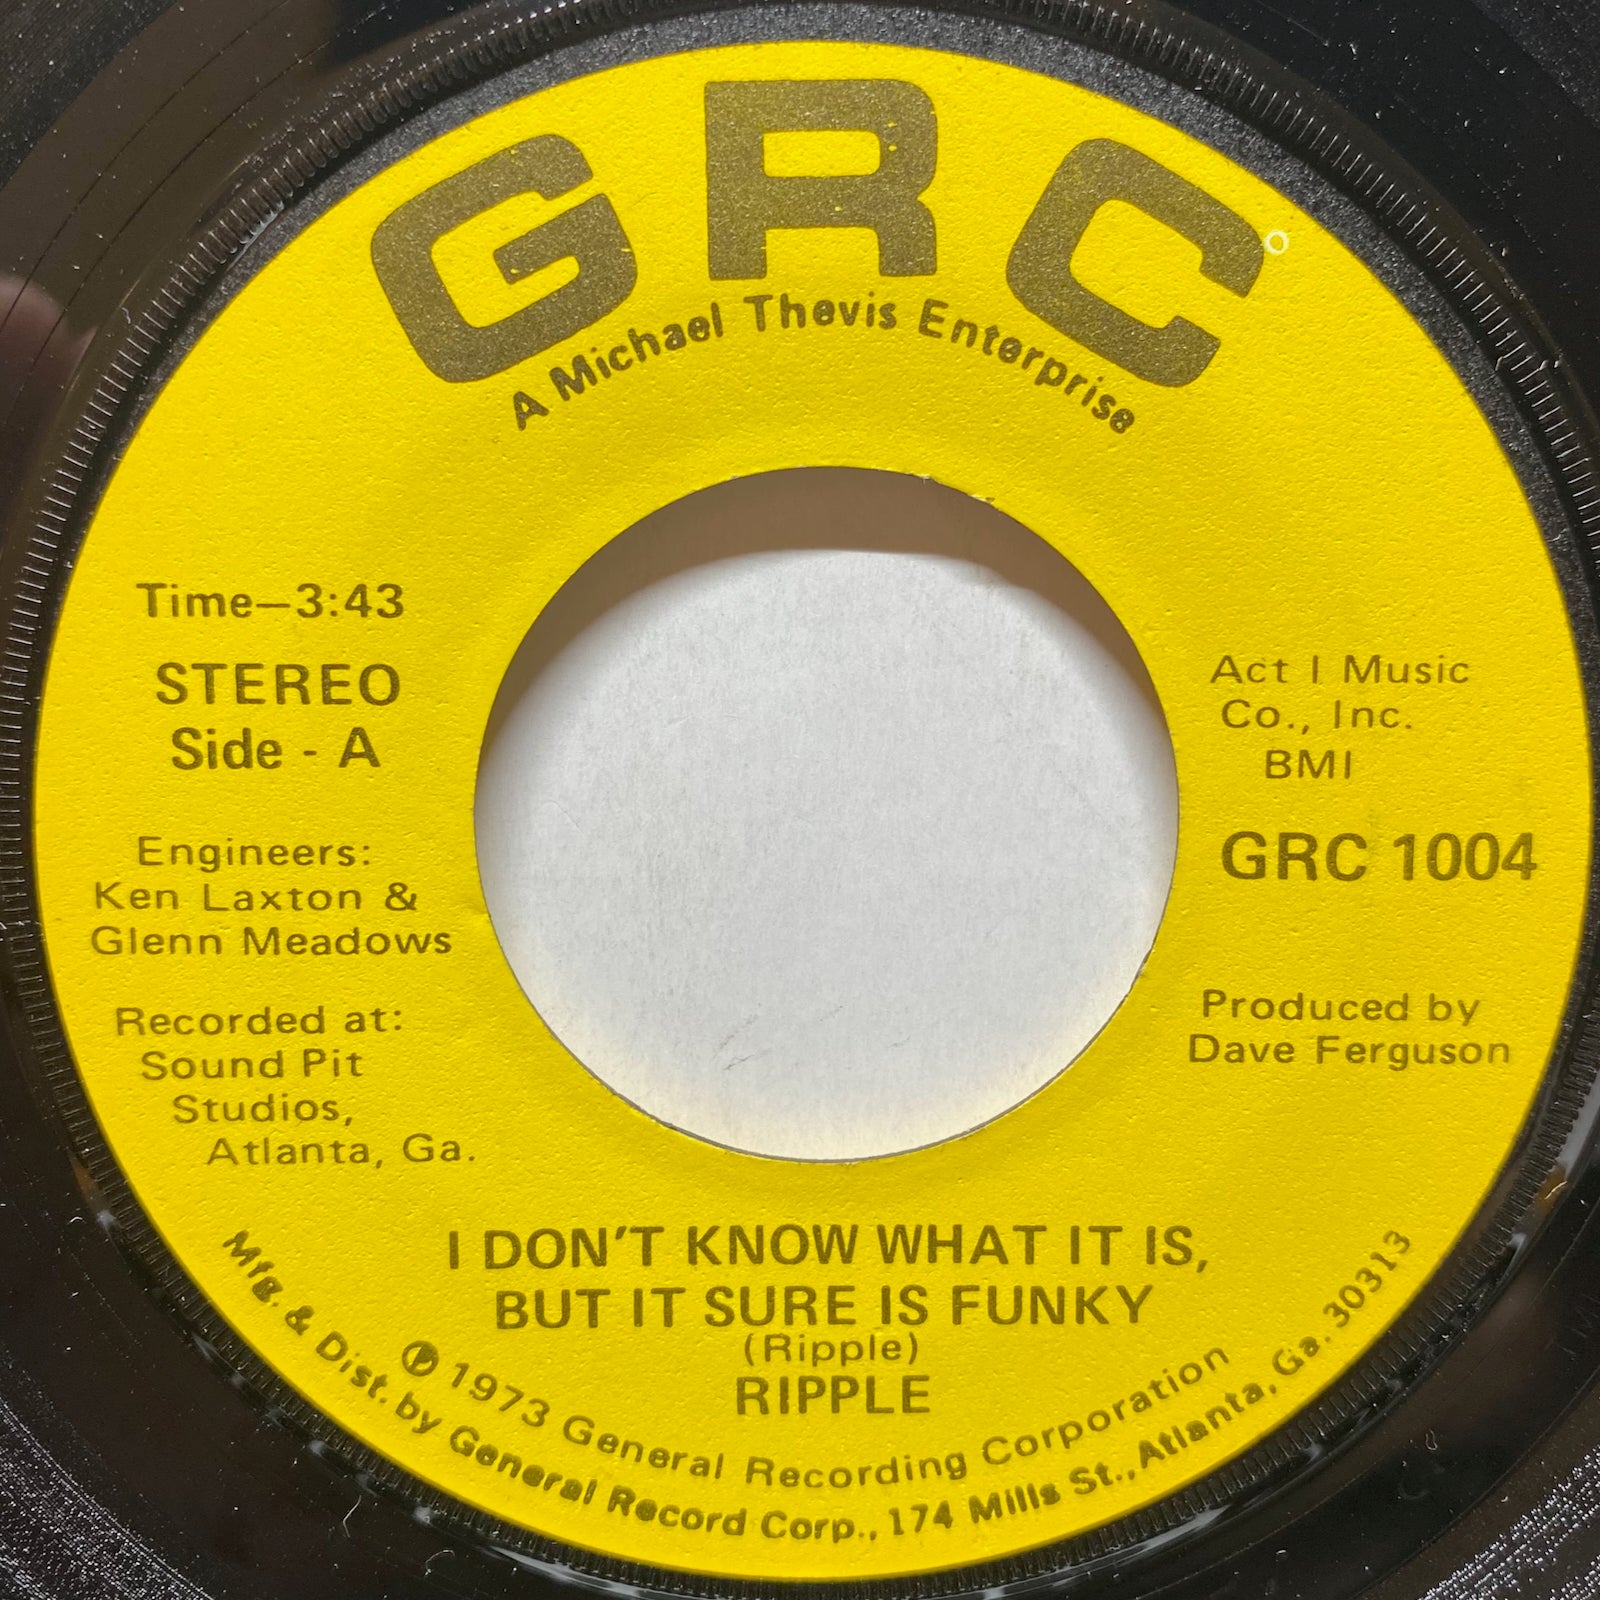 GRC
A Michael Thevis Enterprise
Time—3:43
STEREO
Side - A
Engineers:
Ken Laxton &
Glenn Meadows
Recorded at:
Sound Pit
Studios,
Atlanta, Ga.
Act I Music
Co., Inc.
BMI
GRC 1004
Produced by
Dave Ferguson
I DON'T KNOW WHAT IT IS,
BUT IT SURE IS FUNKY
(Ripple)
RIPPLE
℗ 1973 General Recording Corporation
Mfg. & Dist. by General Record Corp., 174 Mills St., Atlanta, Ga. 30313